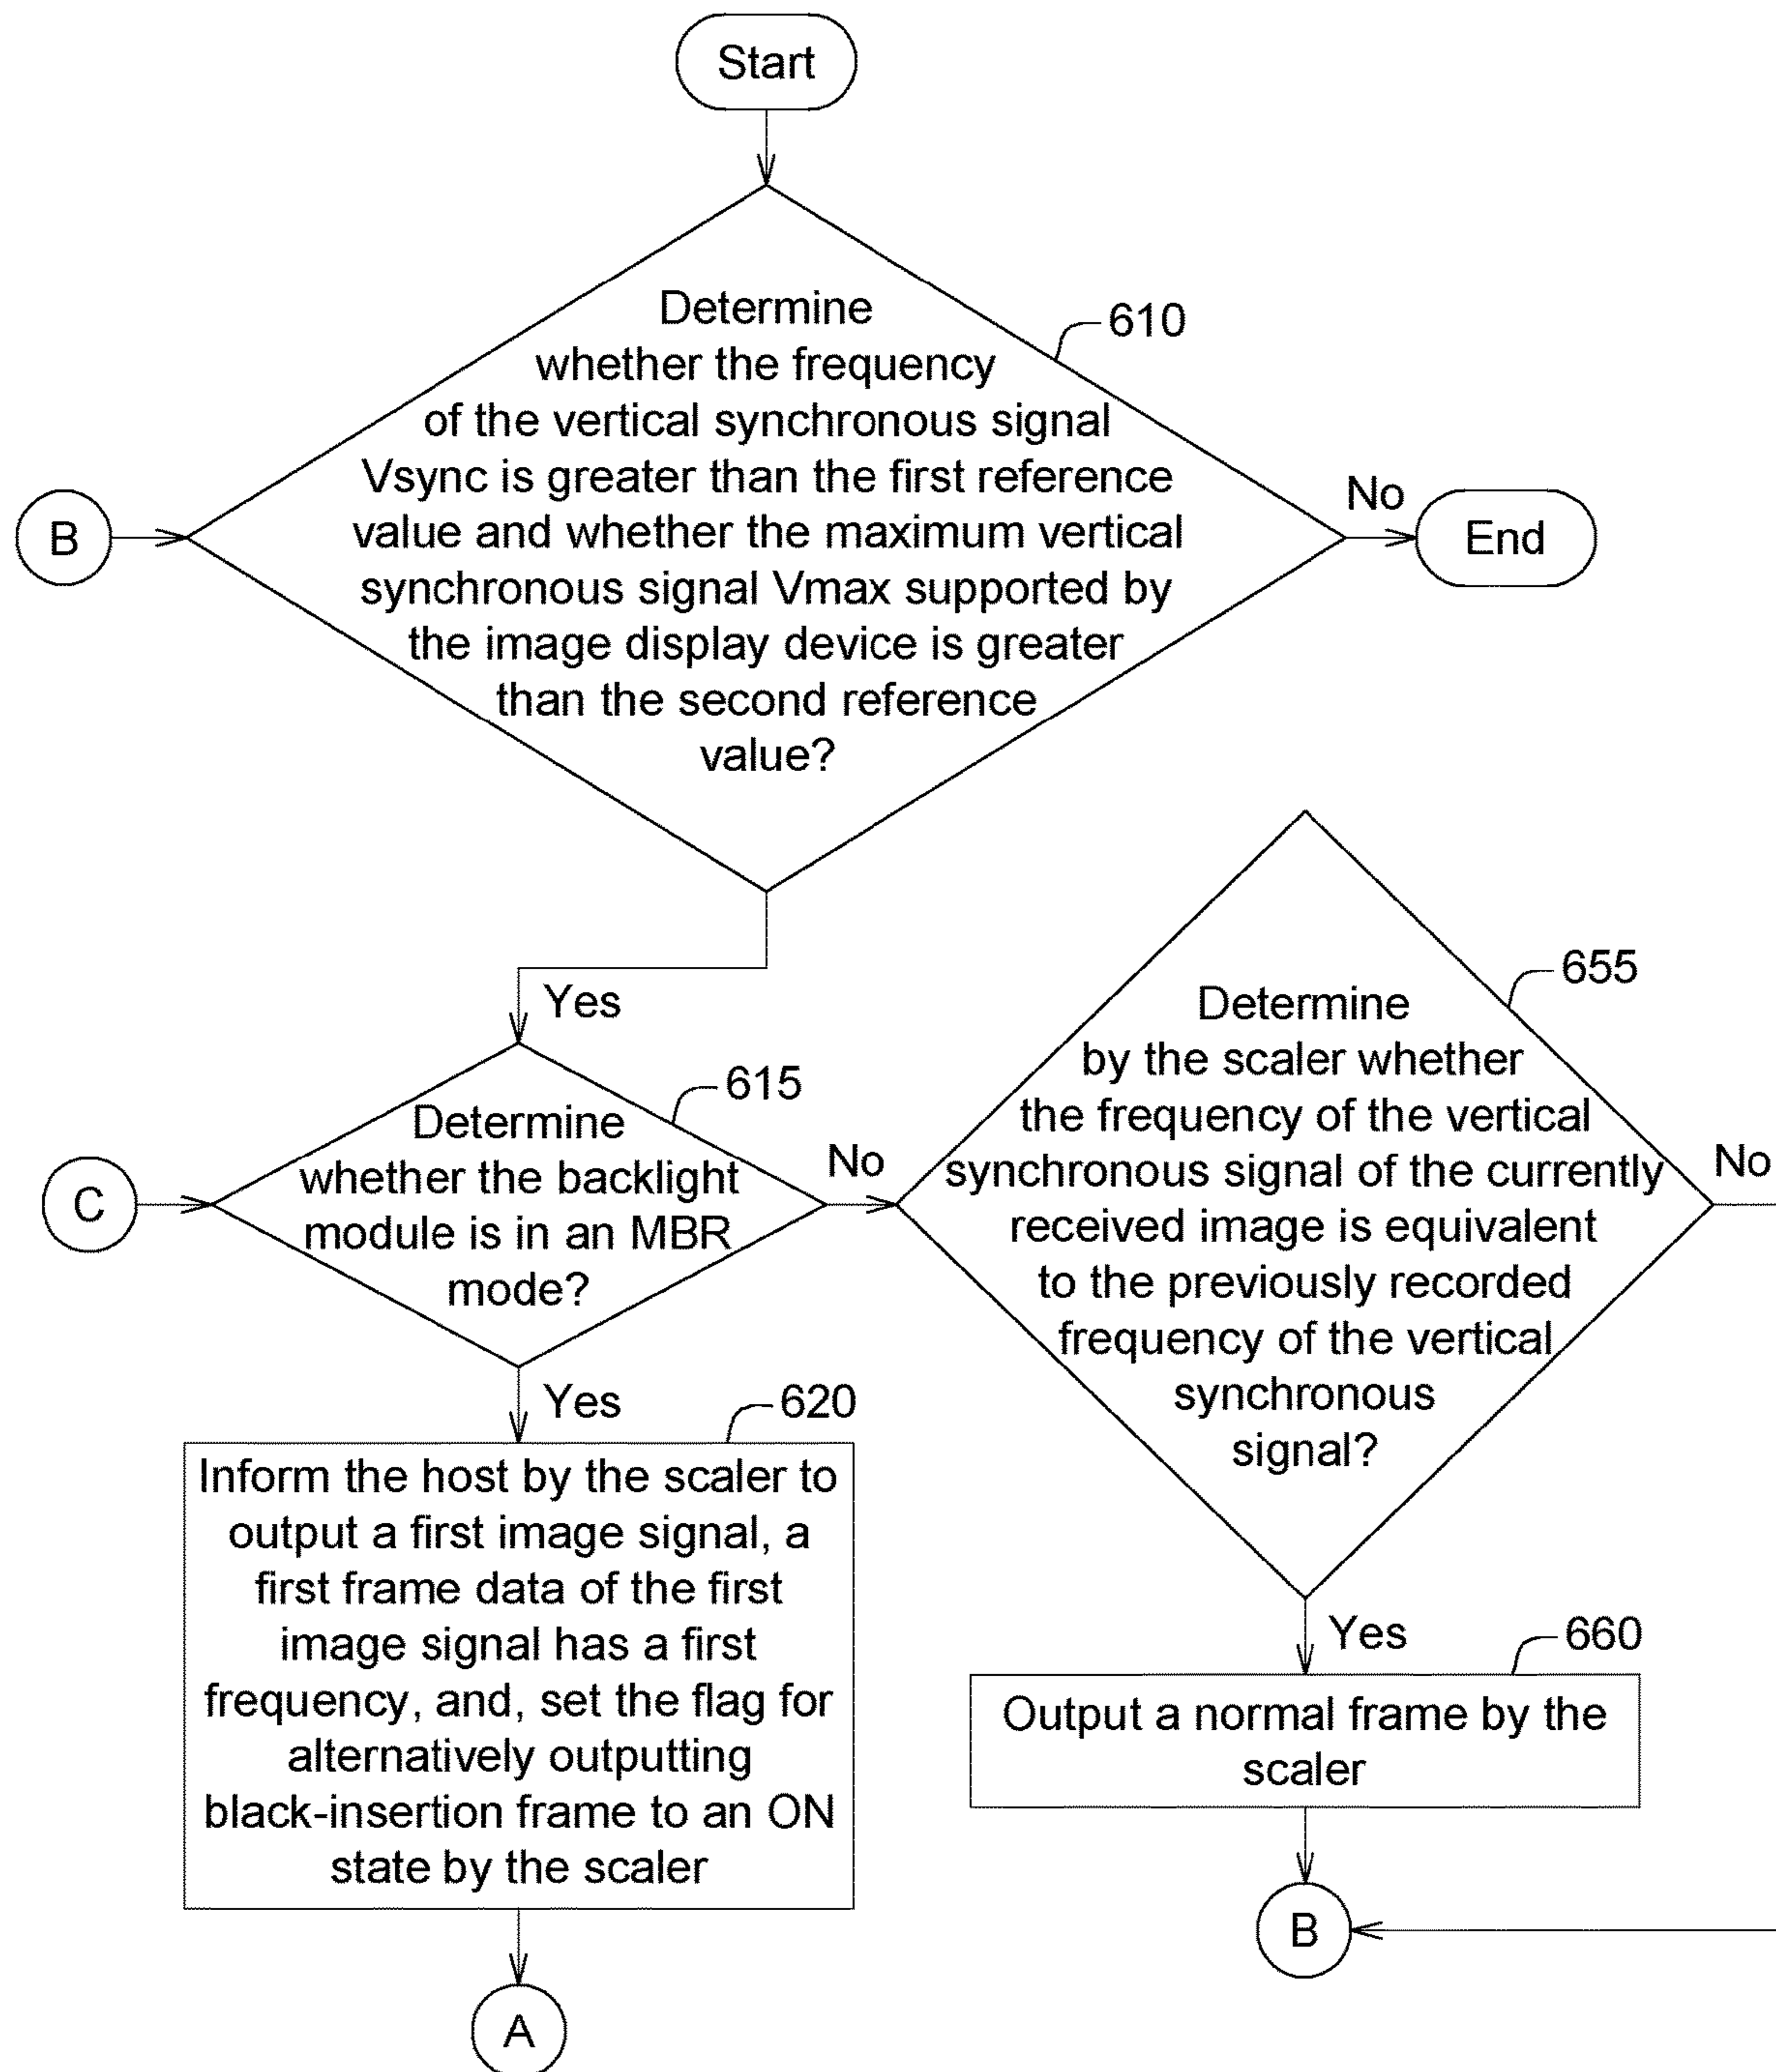 Start
Determine
whether the frequency
of the vertical synchronous signal
Vsync is greater than the first reference
value and whether the maximum vertical
synchronous signal Vmax supported by
the image display device is greater
than the second reference
value?
610
B
No
End
Yes
Determine
whether the backlight
module is in an MBR
mode?
615
C
No
Determine
by the scaler whether
the frequency of the vertical
synchronous signal of the currently
received image is equivalent
to the previously recorded
frequency of the vertical
synchronous
signal?
655
No
Yes
620
Inform the host by the scaler to
output a first image signal, a
first frame data of the first
image signal has a first
frequency, and, set the flag for
alternatively outputting
black-insertion frame to an ON
state by the scaler
Yes
660
Output a normal frame by the
scaler
B
A